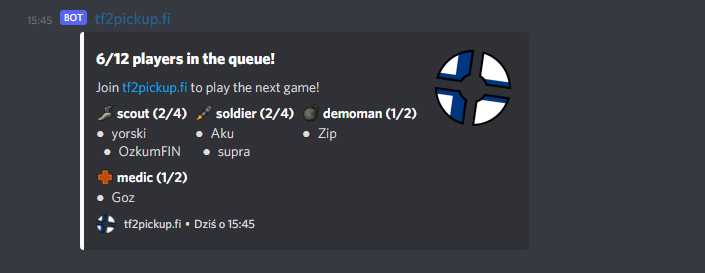 15:45 BOT tf2pickup.fi
6/12 players in the queue!
Join tf2pickup.fi to play the next game!
scout (2/4) soldier (2/4) demoman (1/2)
• yorski • Aku • Zip
• OzkumFIN • supra
medic (1/2)
• Goz
tf2pickup.fi • Dziś o 15:45